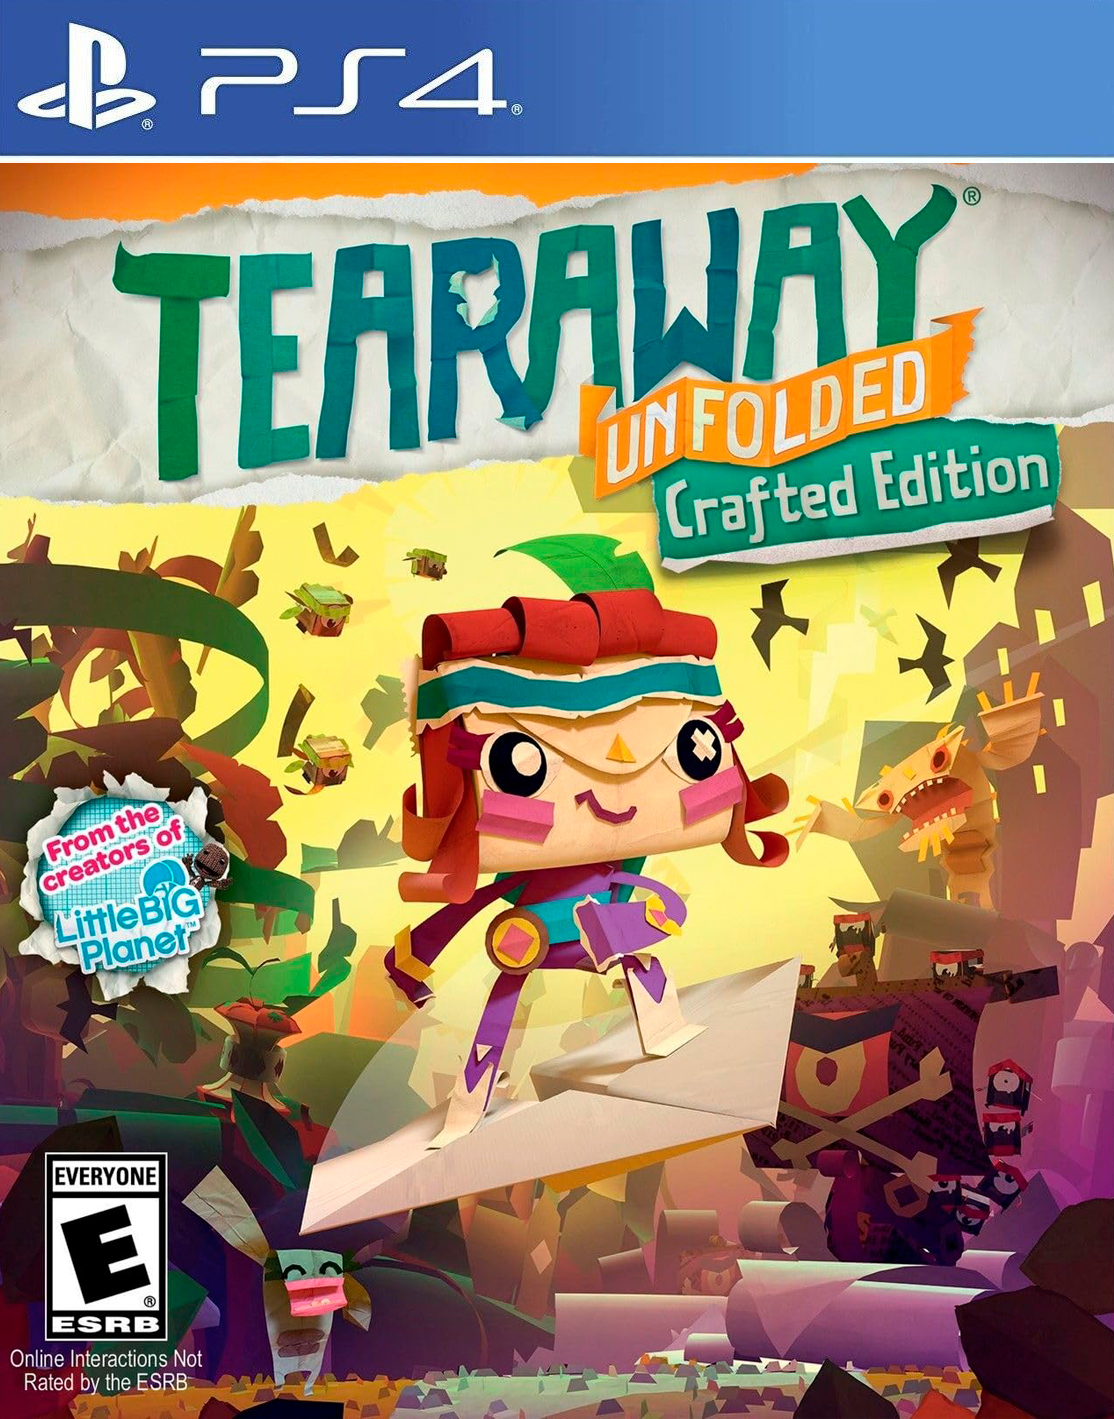 PS4®
TEARAWAY®
UNFOLDED
Crafted Edition
From the
creators of
LittleBIG
Planet™
EVERYONE
E®
ESRB
Online Interactions Not
Rated by the ESRB